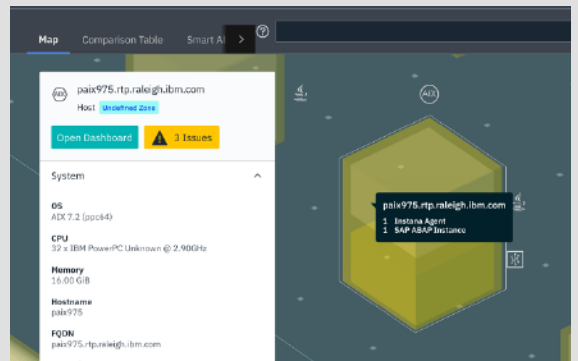 Map Comparison Table Smart A >
paix975.rtp.raleigh.ibm.com
Host Undefined Zone
Open Dashboard 3 Issues
System
OS
AIX 7.2 (ppc64)
CPU
32 x IBM PowerPC Unknown @ 2.90GHz
Memory
16.00 GiB
Hostname
paix975
FQDN
paix975.rtp.raleigh.ibm.com
AIX
paix975.rtp.raleigh.ibm.com
1 Instana Agent
1 SAP ABAP Instance